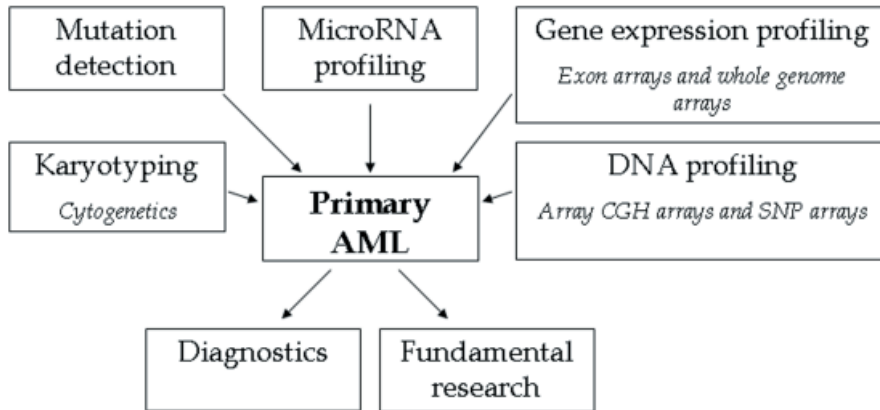 Mutation
detection
MicroRNA
profiling
Gene expression profiling
Exon arrays and whole genome
arrays
Karyotyping
Cytogenetics
Primary
AML
DNA profiling
Array CGH arrays and SNP arrays
Diagnostics
Fundamental
research